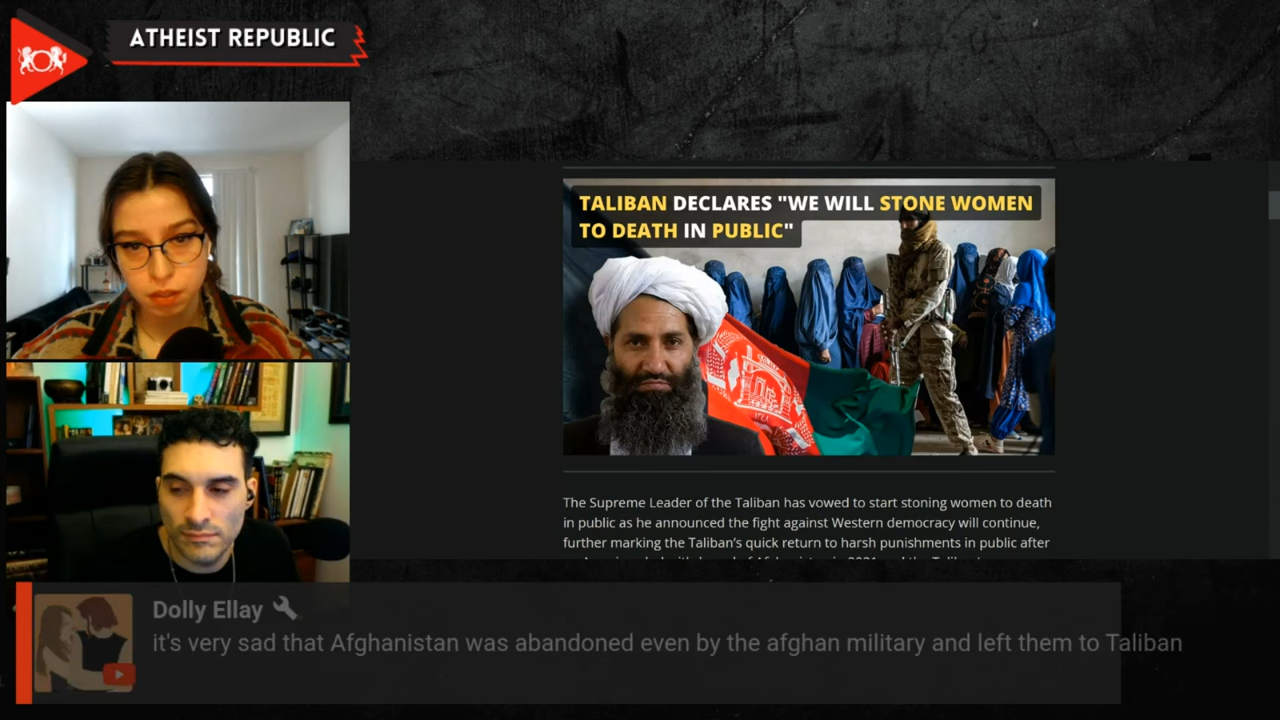 ATHEIST REPUBLIC
TALIBAN DECLARES "WE WILL STONE WOMEN
TO DEATH IN PUBLIC"
The Supreme Leader of the Taliban has vowed to start stoning women to death
in public as he announced the fight against Western democracy will continue,
further marking the Taliban's quick return to harsh punishments in public after
Dolly Ellay
it's very sad that Afghanistan was abandoned even by the afghan military and left them to Taliban